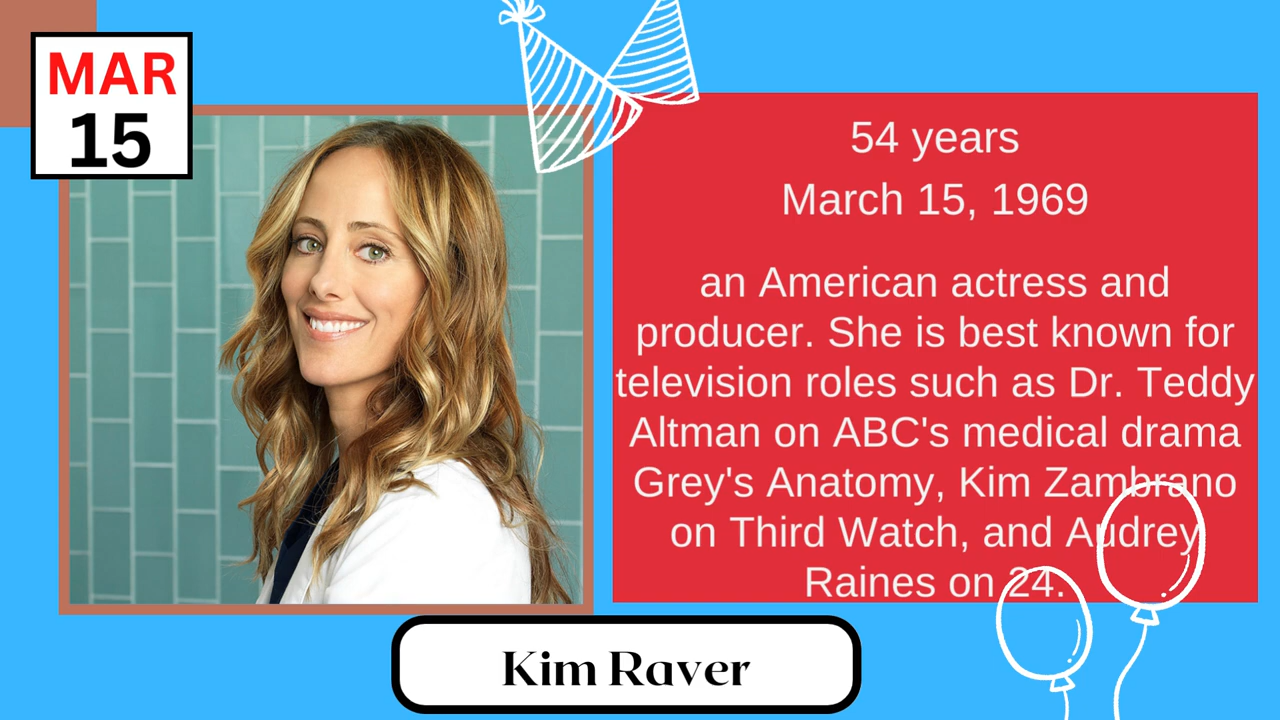 MAR
15
54 years
March 15, 1969
an American actress and
producer. She is best known for
television roles such as Dr. Teddy
Altman on ABC's medical drama
Grey's Anatomy, Kim Zambrano
on Third Watch, and Audrey
Raines on 24.
Kim Raver